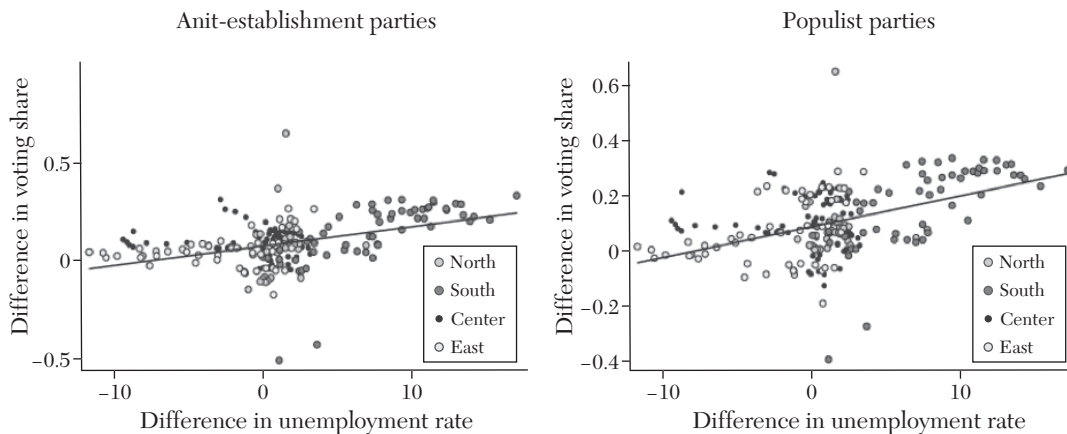 Anit-establishment parties
Difference in voting share
0.5
0
−0.5
−10
0
10
Difference in unemployment rate
North
South
Center
East
Populist parties
Difference in voting share
0.6
0.4
0.2
0
−0.2
−0.4
−10
0
10
Difference in unemployment rate
North
South
Center
East